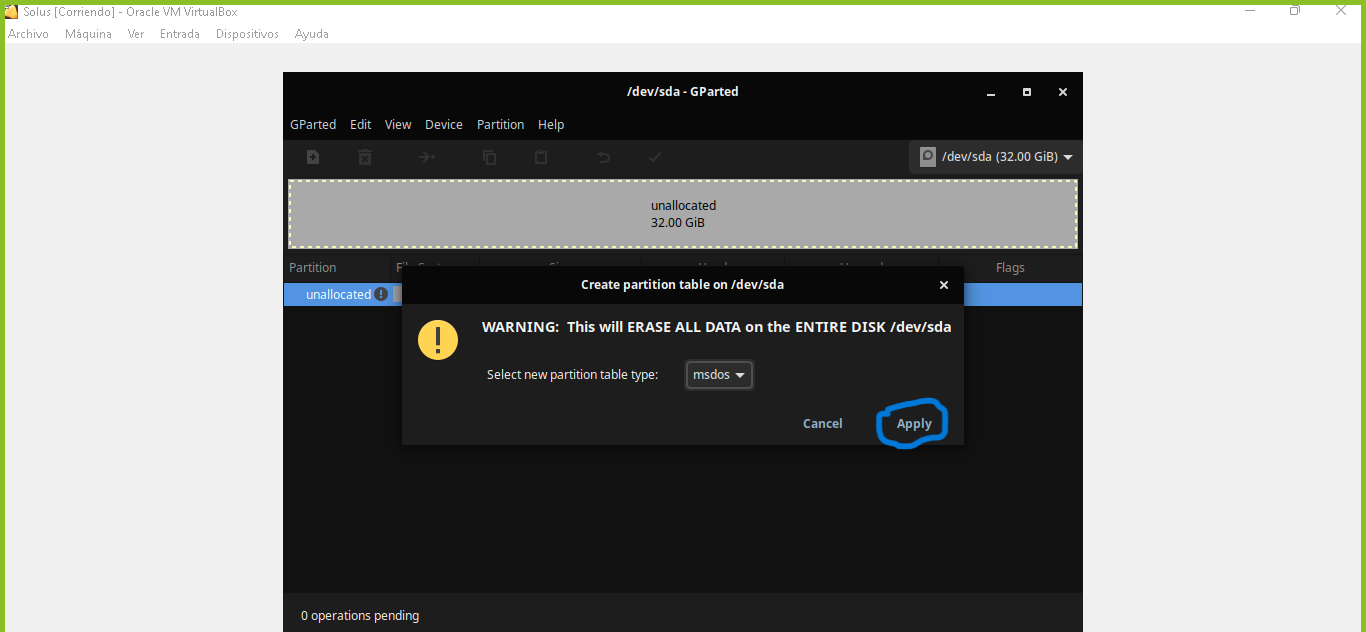 Solus [Corriendo] - Oracle VM VirtualBox
Archivo Máquina Ver Entrada Dispositivos Ayuda
/dev/sda - GParted
GParted Edit View Device Partition Help
/dev/sda (32.00 GiB)
unallocated
32.00 GiB
Partition Flags
unallocated
Create partition table on /dev/sda
WARNING: This will ERASE ALL DATA on the ENTIRE DISK /dev/sda
Select new partition table type: msdos
Cancel Apply
0 operations pending